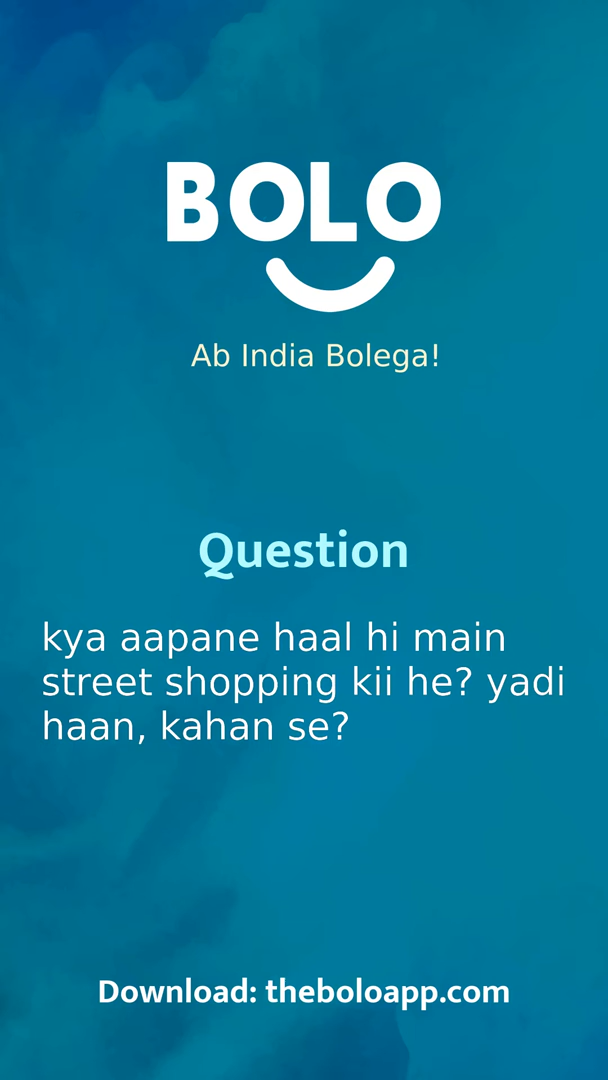 BOLO
Ab India Bolega!
Question
kya aapane haal hi main
street shopping kii he? yadi
haan, kahan se?
Download: theboloapp.com